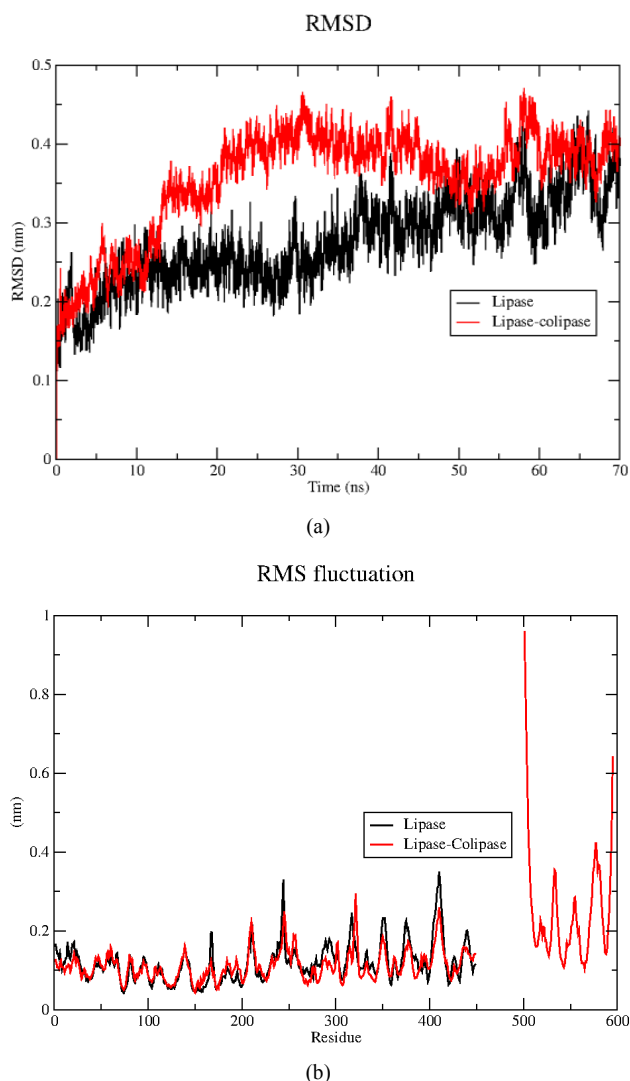 RMSD
0.5
0.4
0.3
0.2
0.1
0
RMSD (nm)
Lipase
Lipase-colipase
0 10 20 30 40 50 60 70
Time (ns)
(a)
RMS fluctuation
1
0.8
0.6
0.4
0.2
0
(nm)
Lipase
Lipase-Colipase
0 100 200 300 400 500 600
Residue
(b)